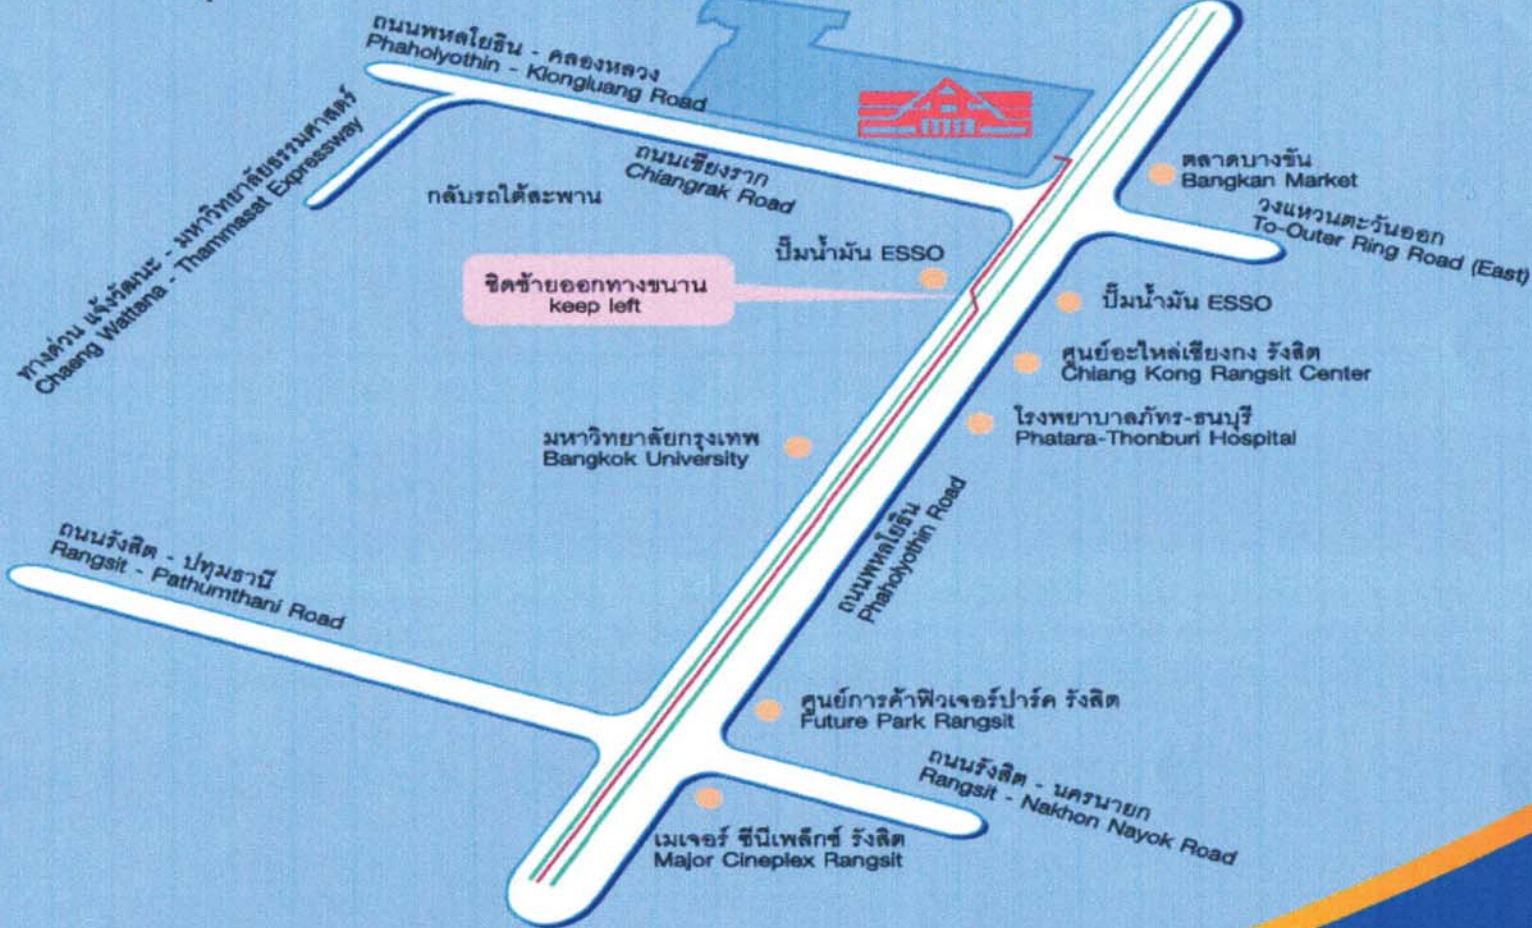 ถนนพหลโยธิน - คลองหลวง
Phaholyothin - Klongluang Road
ทางด่วน แจ้งวัฒนะ - มหาวิทยาลัยธรรมศาสตร์
Chaeng Wattana - Thammasat Expressway
ถนนเชียงราก
Chiangrak Road
กลับรถใต้สะพาน
ตลาดบางขัน
Bangkan Market
วงแหวนตะวันออก
To-Outer Ring Road (East)
ปั๊มน้ำมัน ESSO
ชิดซ้ายออกทางขนาน
keep left
ปั๊มน้ำมัน ESSO
ศูนย์อะไหล่เชียงกง รังสิต
Chiang Kong Rangsit Center
โรงพยาบาลภัทร-ธนบุรี
Phatara-Thonburi Hospital
มหาวิทยาลัยกรุงเทพ
Bangkok University
ถนนพหลโยธิน
Phaholyothin Road
ถนนรังสิต - ปทุมธานี
Rangsit - Pathumthani Road
ศูนย์การค้าฟิวเจอร์ปาร์ค รังสิต
Future Park Rangsit
ถนนรังสิต - นครนายก
Rangsit - Nakhon Nayok Road
เมเจอร์ ซีนีเพล็กซ์ รังสิต
Major Cineplex Rangsit